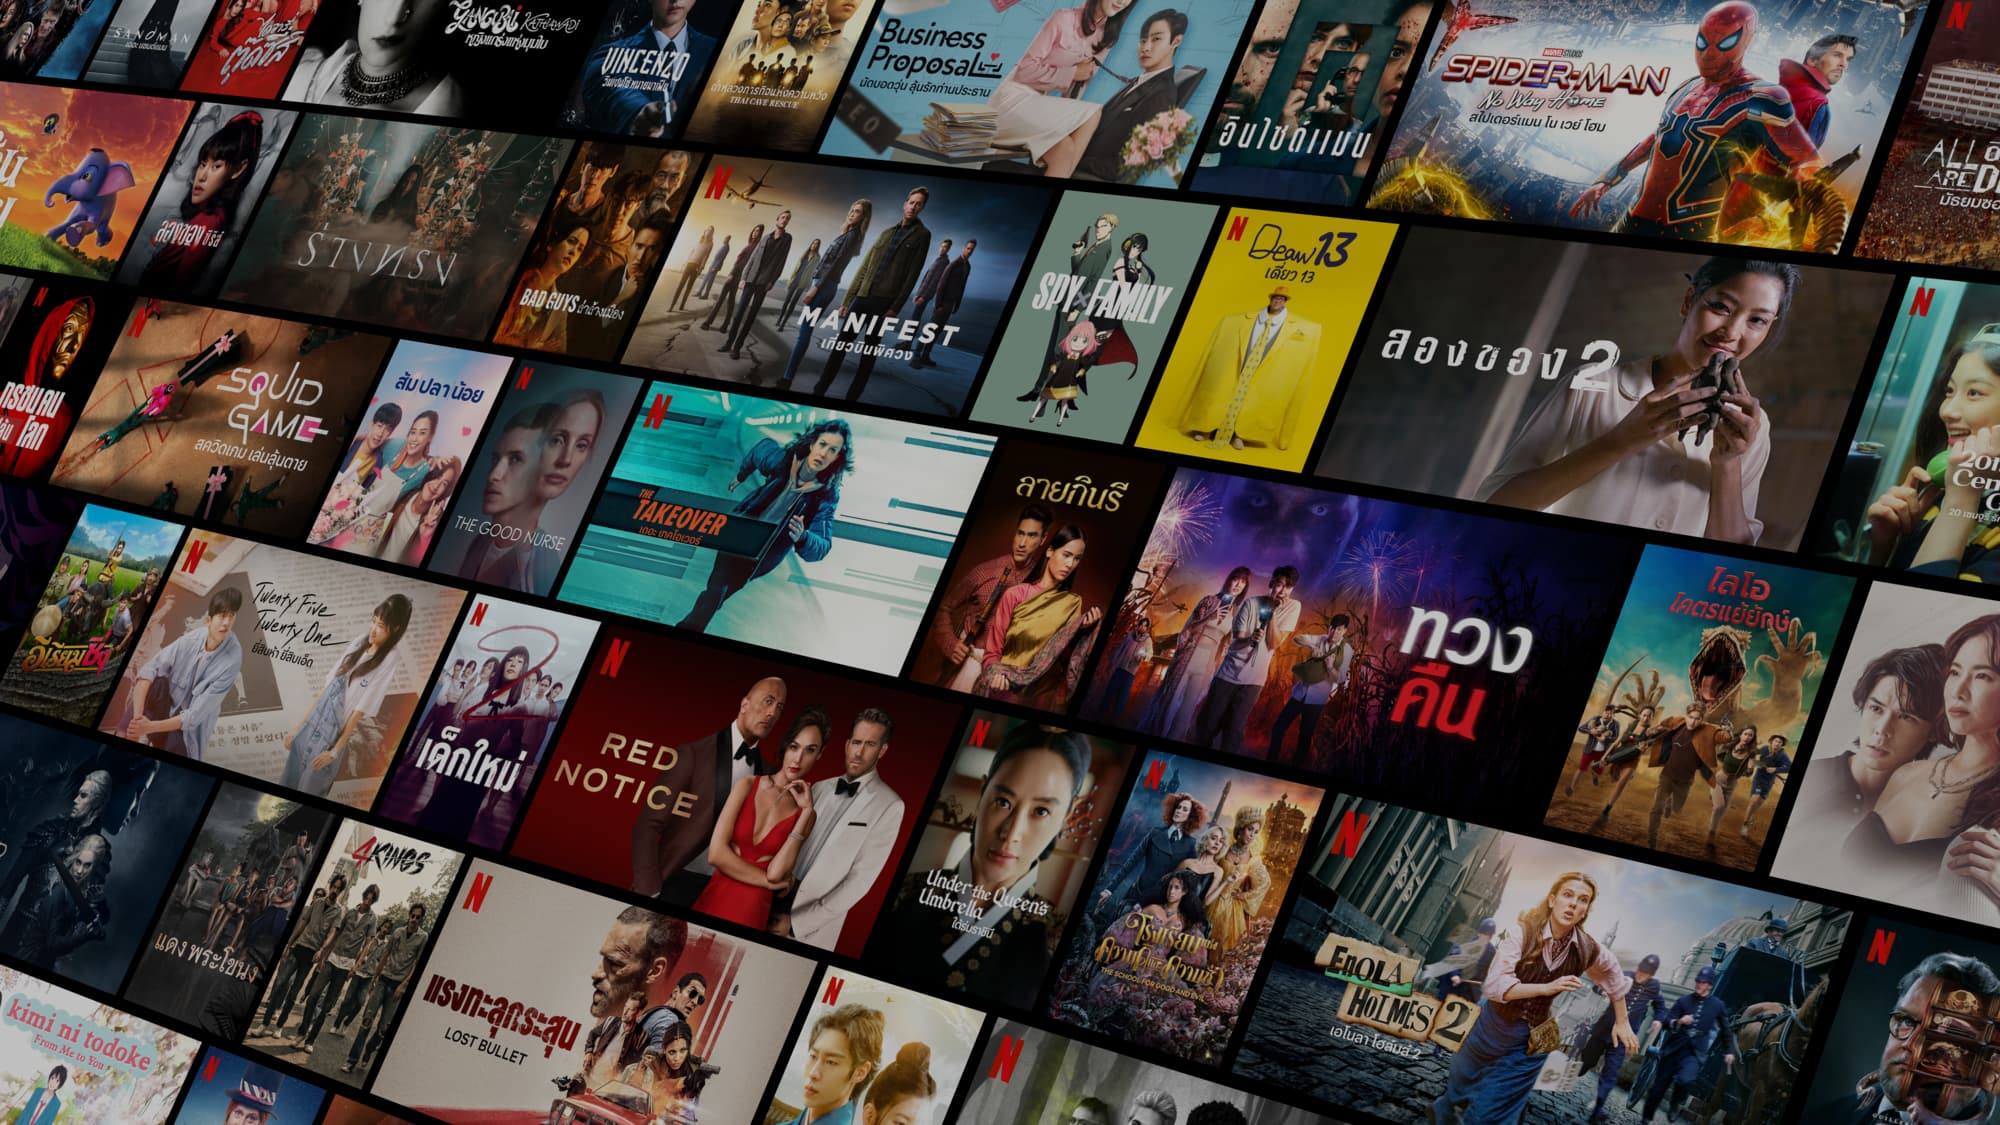 SANDMAN
GANGUBAI
KATHIAWADI
หญิงแกร่งแห่งมุมไบ
VINCENZO
วินเซนโซ่ ทนายมาเฟีย
ถ้ำหลวง ภารกิจแห่งความหวัง
THAI CAVE RESCUE
Business
Proposal
นัดบอดวุ่น ลุ้นรักท่านประธาน
CEO
อินไซด์แมน
MARVEL STUDIOS
SPIDER-MAN
No Way Home
สไปเดอร์แมน โน เวย์ โฮม
N
ALL
ARE
มัธยมซอ
ลองของ ซีรีส์
ร่างทรง
BAD GUYS ล่าล้างเมือง
N
MANIFEST
เที่ยวบินพิศวง
SPY×FAMILY
N
Deaw 13
เดี่ยว 13
ลองของ 2
N
20th
Cen
20 เซนจูรี่ รัก
N
ทรชนคน
โลก
N
SQUID
GAME
สควิดเกม เล่นลุ้นตาย
ส้ม ปลา น้อย
N
THE GOOD NURSE
N
THE
TAKEOVER
เดอะ เทคโอเวอร์
ลายกินรี
ทวง
คืน
ไลโอ
โคตรแย้ยักษ์
อีเรียมซิ่ง
N
Twenty Five
Twenty One
ยี่สิบห้า ยี่สิบเอ็ด
N
2
เด็กใหม่
N
RED
NOTICE
N
Under the Queen's
Umbrella
ใต้ร่มราชินี
N
โรงเรียนแห่ง
ความดีและความชั่ว
THE SCHOOL FOR GOOD AND EVIL
N
ENOLA
HOLMES 2
เอโนลา โฮล์มส์ 2
N
แดง พระโขนง
4KINGS
N
แรงทะลุกระสุน
LOST BULLET
N
N
kimi ni todoke
From Me to You
N